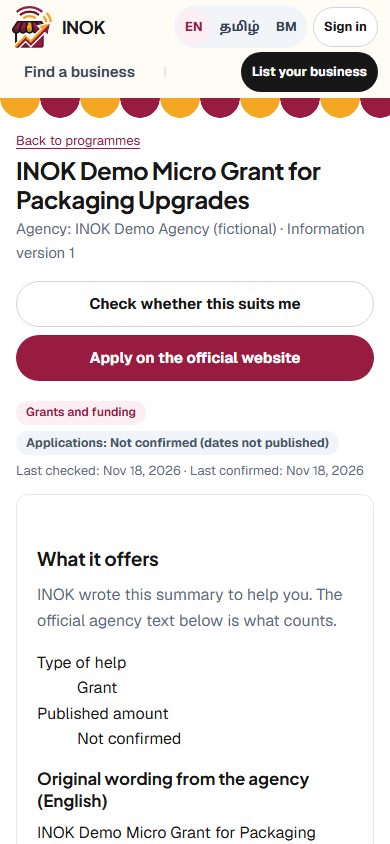 INOK
EN தமிழ் BM
Sign in
Find a business
List your business
Back to programmes
INOK Demo Micro Grant for
Packaging Upgrades
Agency: INOK Demo Agency (fictional) · Information
version 1
Check whether this suits me
Apply on the official website
Grants and funding
Applications: Not confirmed (dates not published)
Last checked: Nov 18, 2026 · Last confirmed: Nov 18, 2026
What it offers
INOK wrote this summary to help you. The
official agency text below is what counts.
Type of help
Grant
Published amount
Not confirmed
Original wording from the agency
(English)
INOK Demo Micro Grant for Packaging